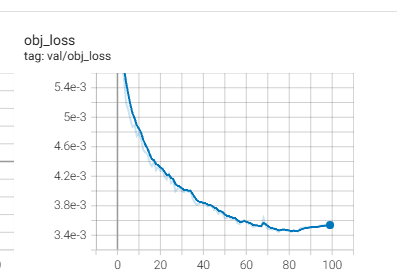 obj_loss
tag: val/obj_loss
5.4e-3
5e-3
4.6e-3
4.2e-3
3.8e-3
3.4e-3
0 20 40 60 80 100